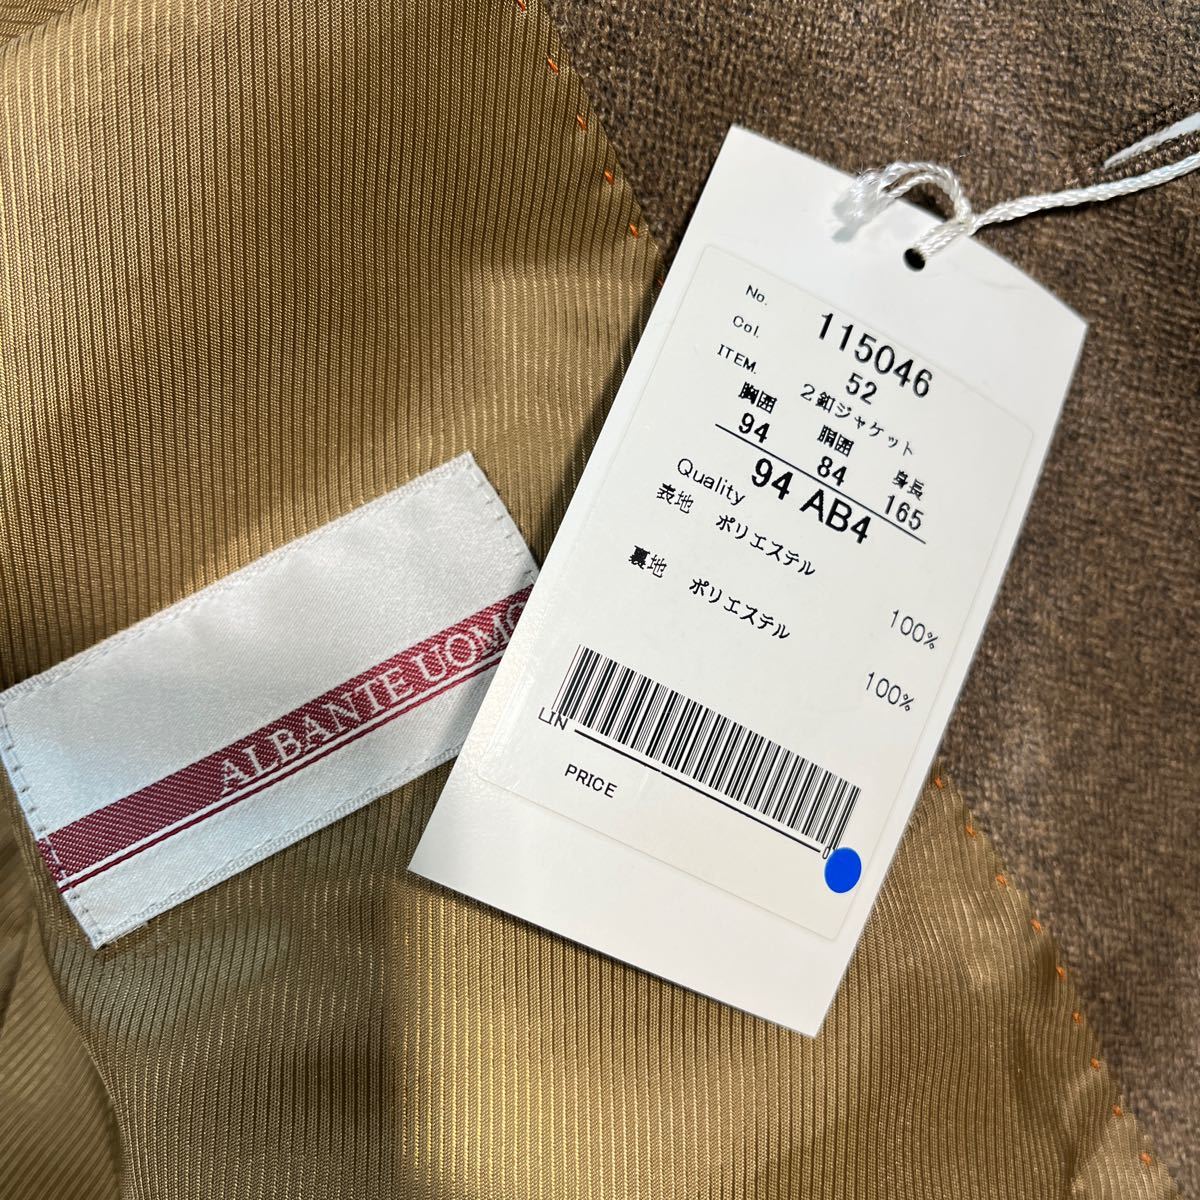 No. 115046
Col. 52
ITEM. 2釦ジャケット
胸囲 胴囲 身長
94 84 165
94 AB4
Quality
表地 ポリエステル 100%
裏地 ポリエステル 100%
LIN
PRICE
ALBANTE UOMO